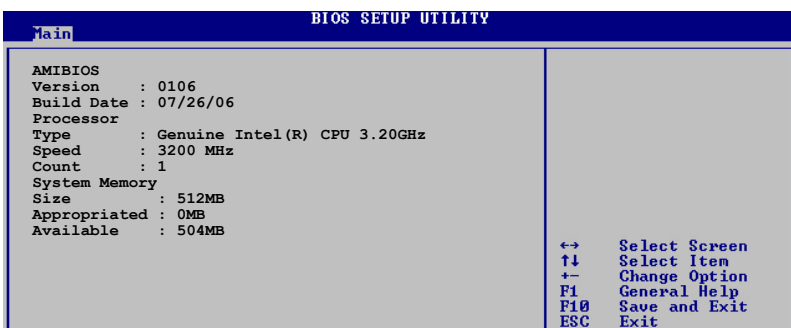 BIOS SETUP UTILITY
Main
AMIBIOS
Version : 0106
Build Date : 07/26/06
Processor
Type : Genuine Intel(R) CPU 3.20GHz
Speed : 3200 MHz
Count : 1
System Memory
Size : 512MB
Appropriated : 0MB
Available : 504MB
←→ Select Screen
↑↓ Select Item
+- Change Option
F1 General Help
F10 Save and Exit
ESC Exit